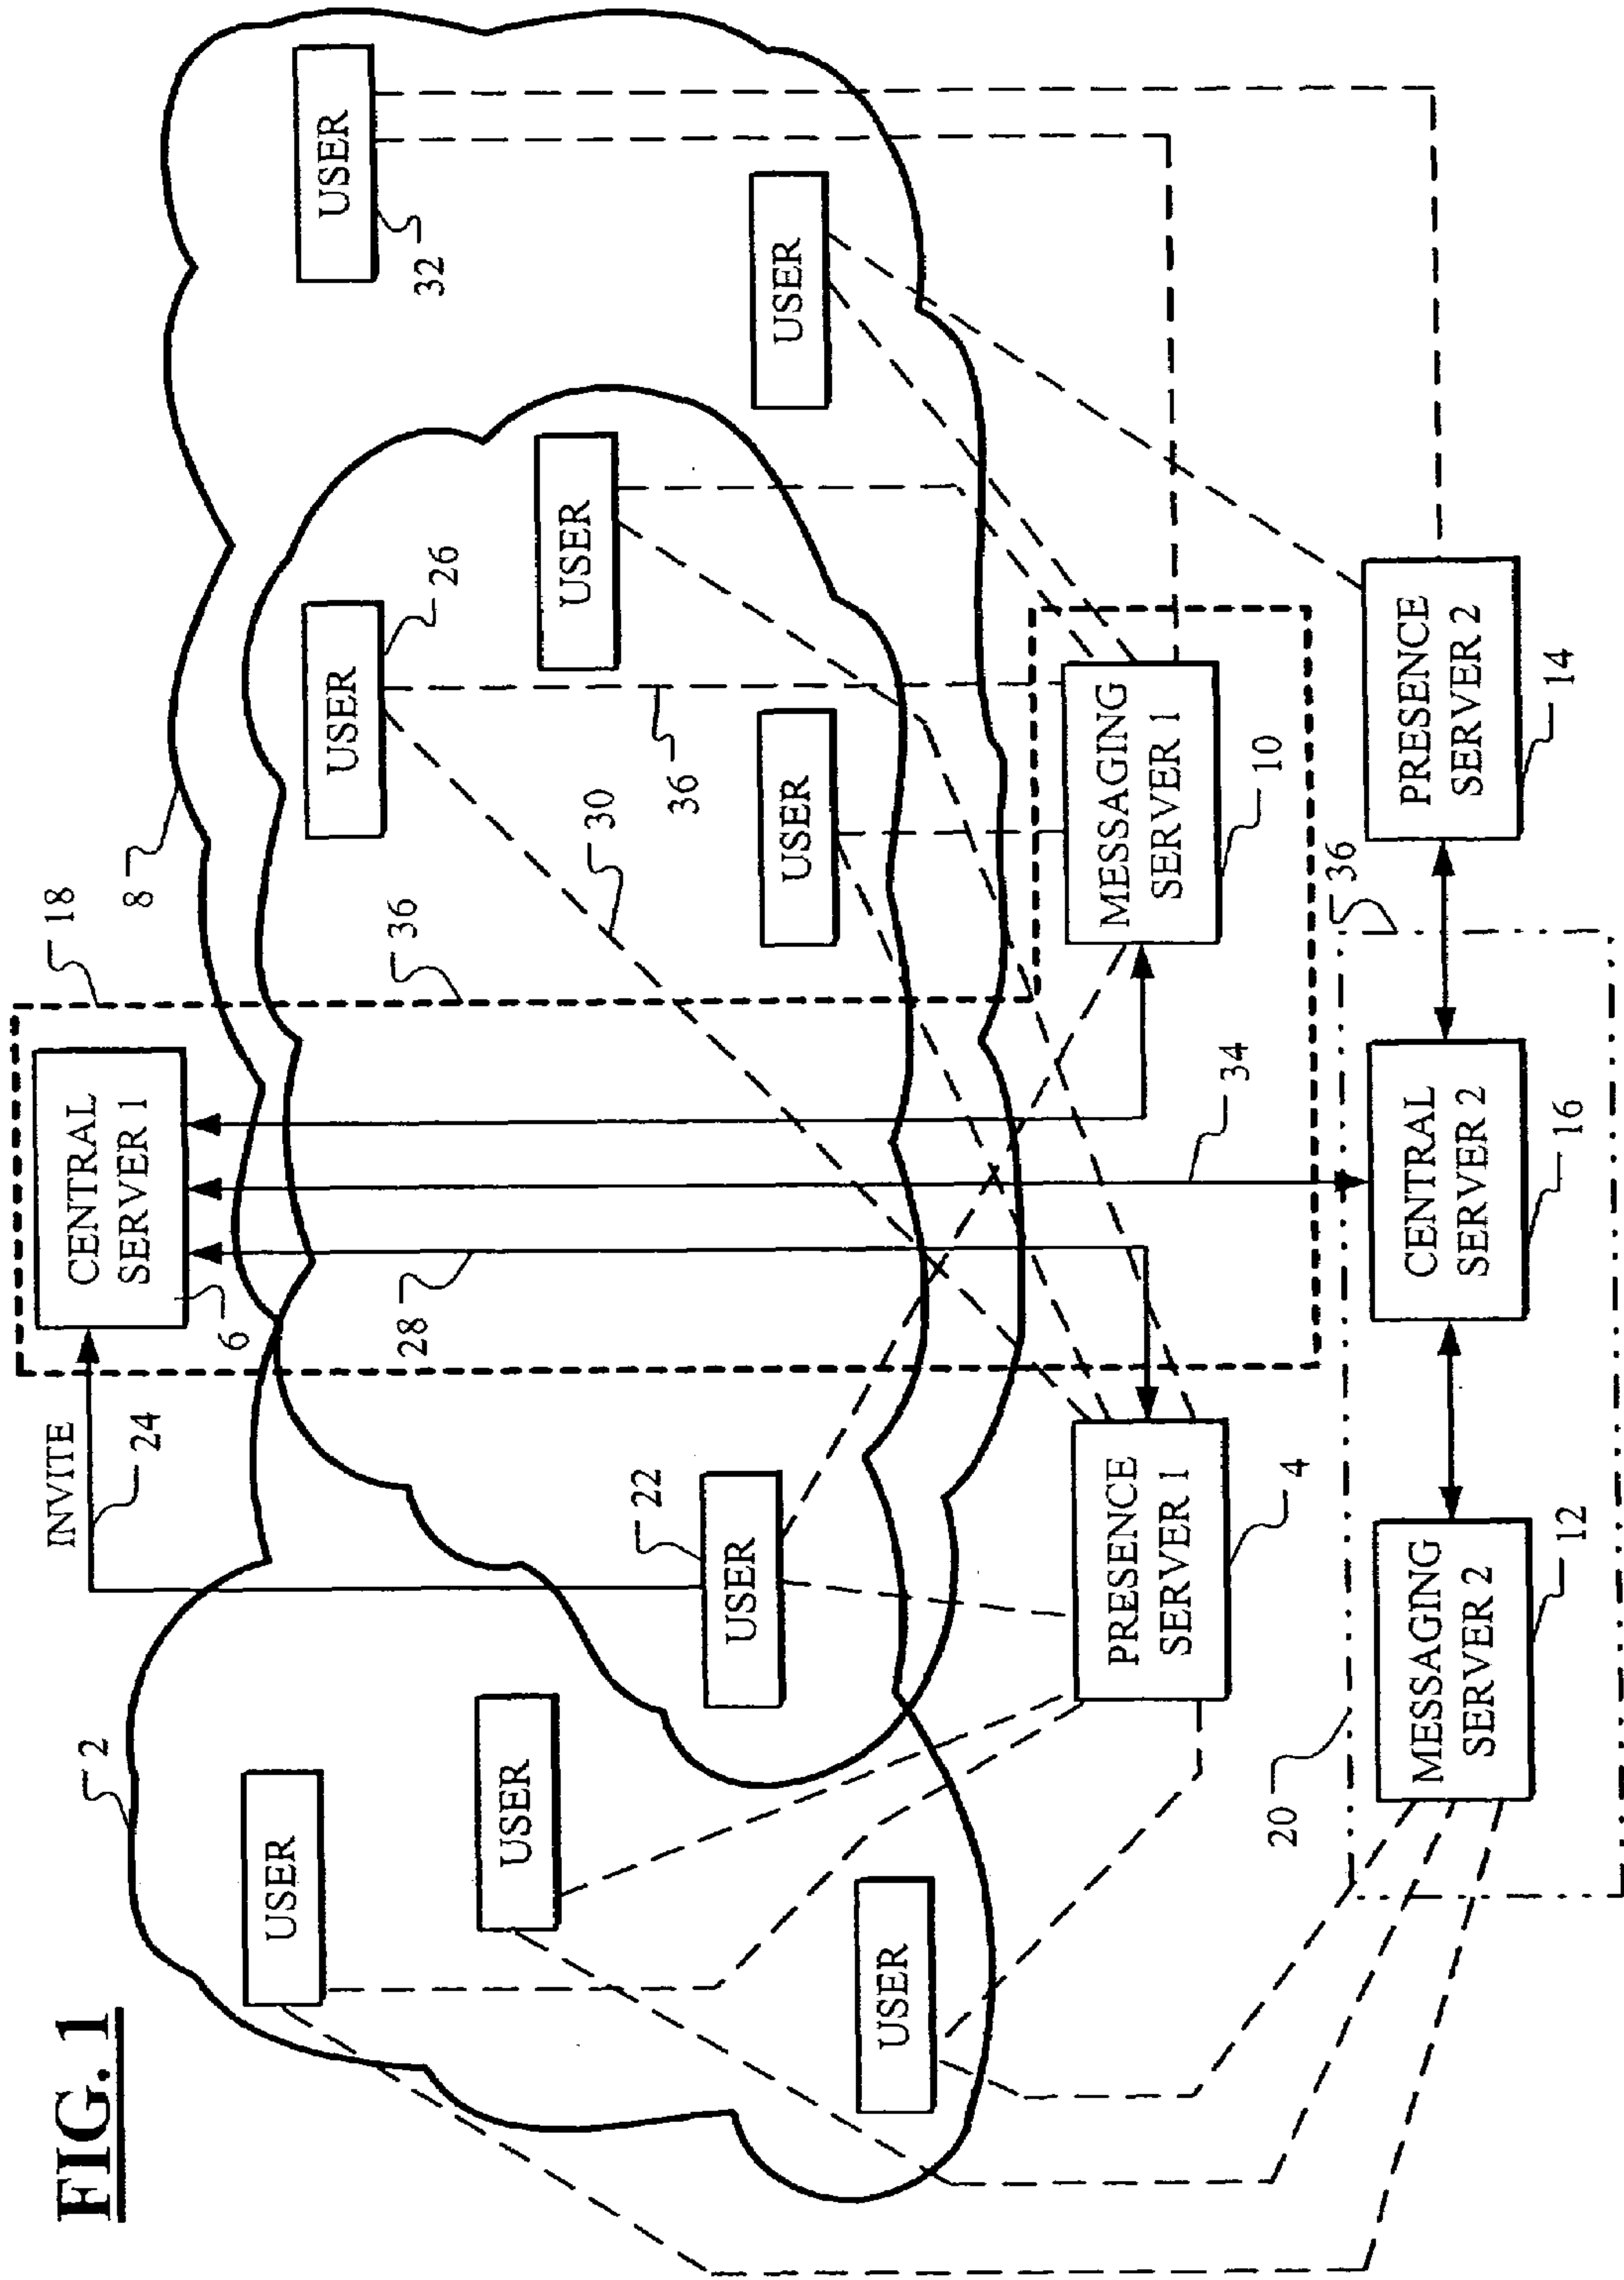 FIG. 1
INVITE
24
CENTRAL
SERVER 1
6
18
28
36
8
2
USER
USER
USER
USER
22
USER
26
USER
USER
USER
32
USER
30
36
34
PRESENCE
SERVER 1
4
MESSAGING
SERVER 1
10
20
MESSAGING
SERVER 2
12
CENTRAL
SERVER 2
16
36
PRESENCE
SERVER 2
14